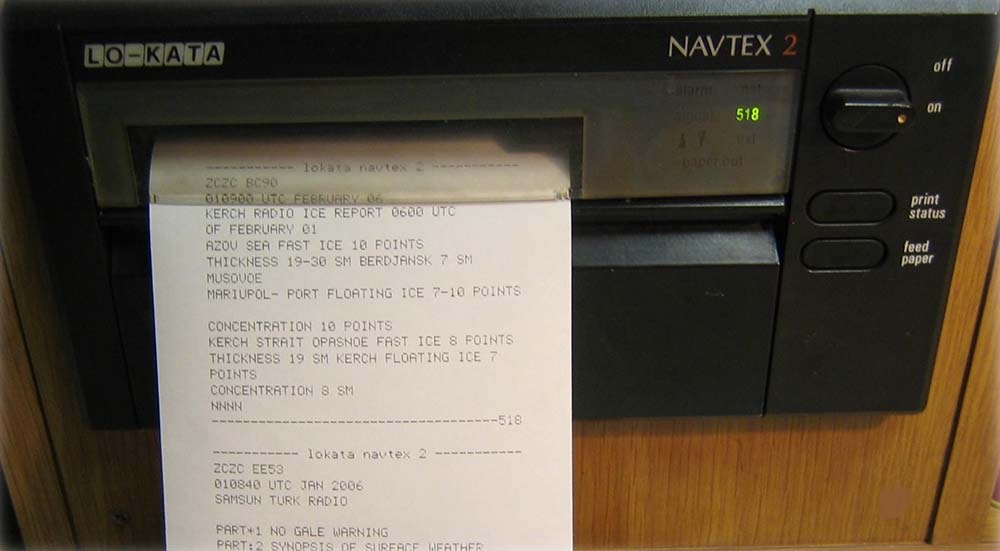 LO-KATA
NAVTEX 2
off
on
518
paper out
print
status
feed
paper
----------- lokata navtex 2 -----------
ZCZC BC90
010900 UTC FEBRUARY 06
KERCH RADIO ICE REPORT 0600 UTC
OF FEBRUARY 01
AZOV SEA FAST ICE 10 POINTS
THICKNESS 19-30 SM BERDJANSK 7 SM
MUSOVOE
MARIUPOL- PORT FLOATING ICE 7-10 POINTS
CONCENTRATION 10 POINTS
KERCH STRAIT OPASNOE FAST ICE 8 POINTS
THICKNESS 19 SM KERCH FLOATING ICE 7
POINTS
CONCENTRATION 8 SM
NNNN
------------------------------------518
----------- lokata navtex 2 -----------
ZCZC EE53
010840 UTC JAN 2006
SAMSUN TURK RADIO
PART*1 NO GALE WARNING
PART:2 SYNOPSIS OF SURFACE WEATHER